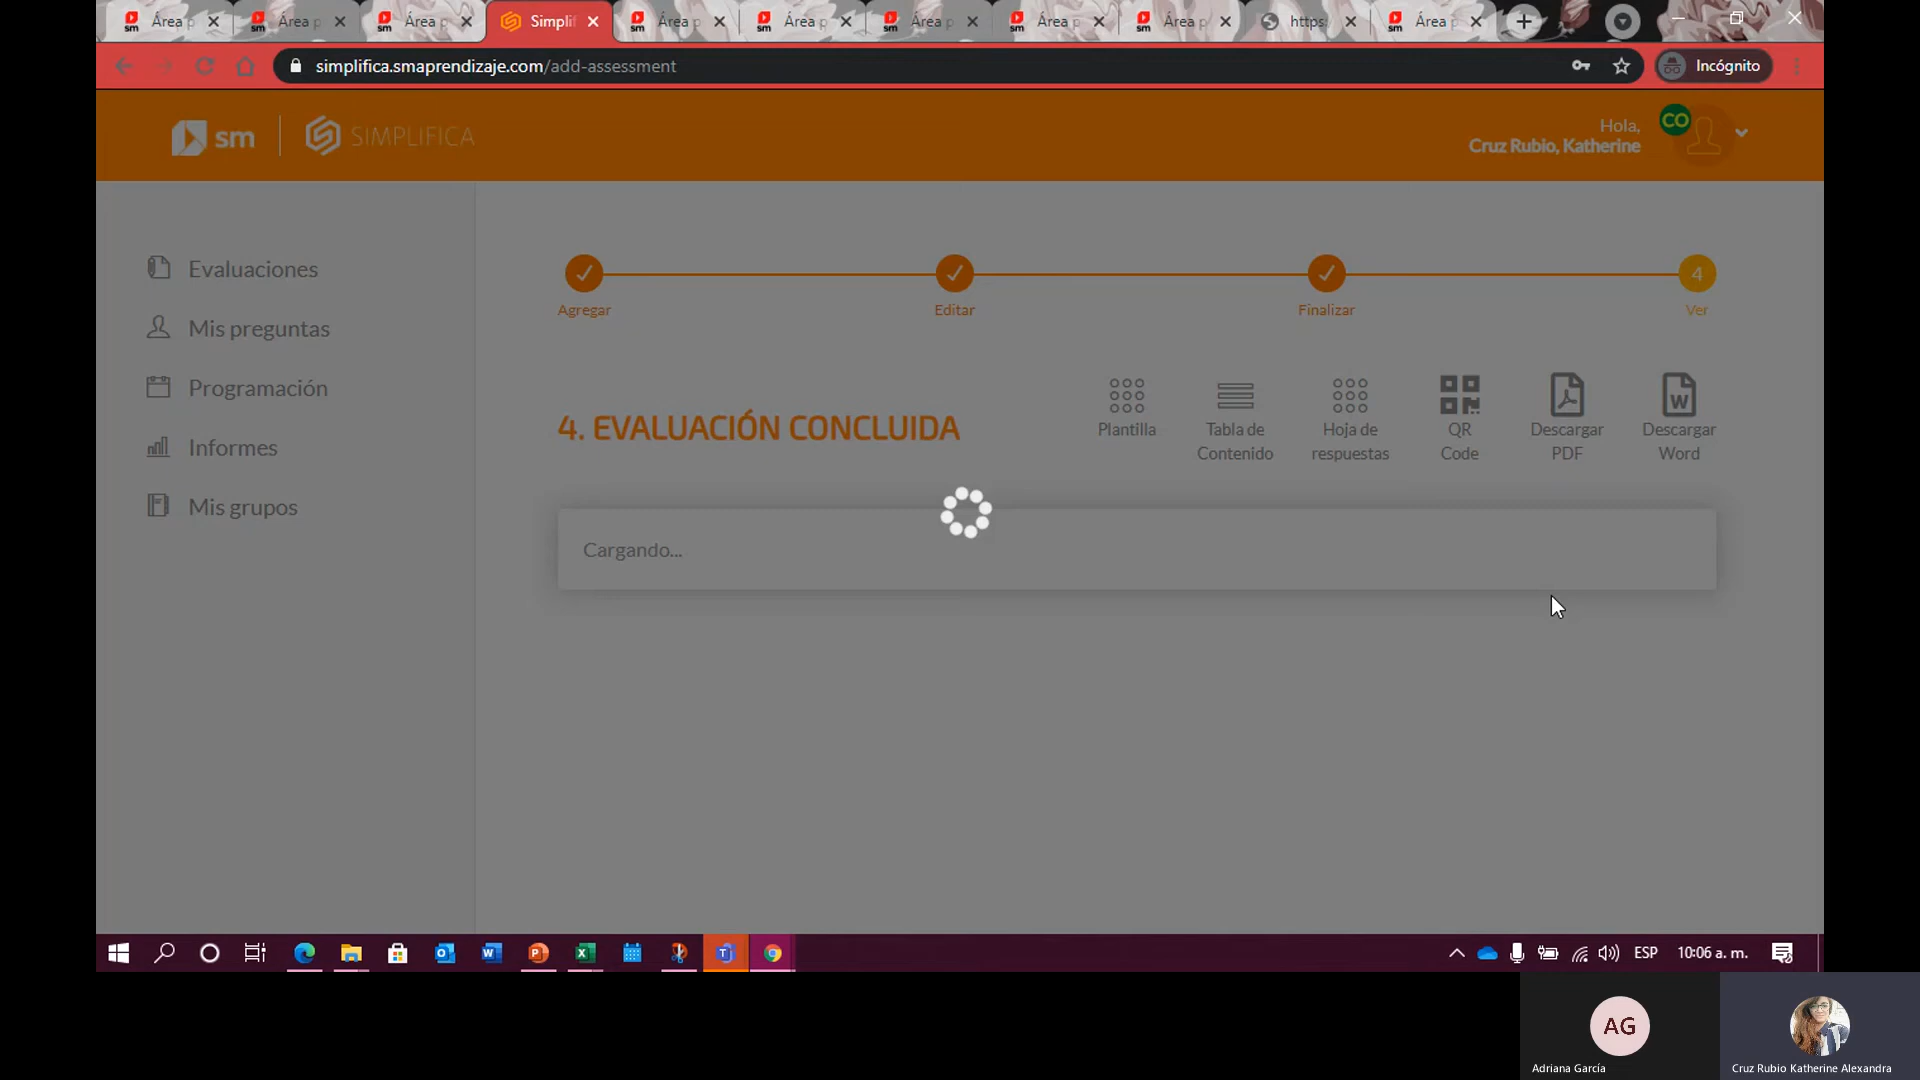 Área p
Área p
Área p
Simplif
Área p
Área p
Área p
Área p
Área p
https:
Área p
simplifica.smaprendizaje.com/add-assessment
Incógnito
sm
SIMPLIFICA
Hola,
Cruz Rubio, Katherine
CO
Evaluaciones
Mis preguntas
Programación
Informes
Mis grupos
4
Agregar
Editar
Finalizar
Ver
4. EVALUACIÓN CONCLUIDA
Plantilla
Tabla de
Contenido
Hoja de
respuestas
QR
Code
Descargar
PDF
Descargar
Word
Cargando...
ESP
10:06 a. m.
AG
Adriana García
Cruz Rubio Katherine Alexandra